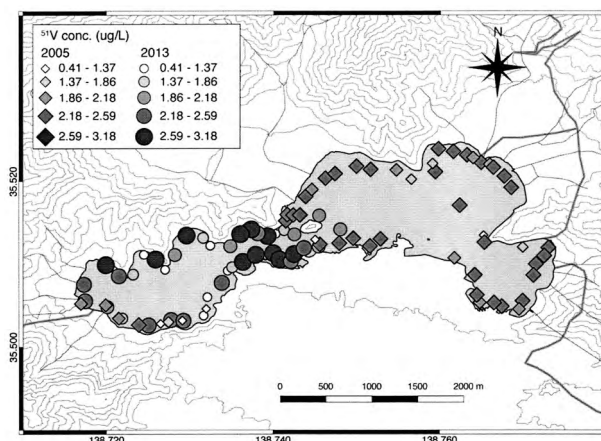 ⁵¹V conc. (ug/L)
2005 2013
0.41 - 1.37 0.41 - 1.37
1.37 - 1.86 1.37 - 1.86
1.86 - 2.18 1.86 - 2.18
2.18 - 2.59 2.18 - 2.59
2.59 - 3.18 2.59 - 3.18
N
35.520
35.500
0 500 1000 1500 2000 m
138.720 138.740 138.760